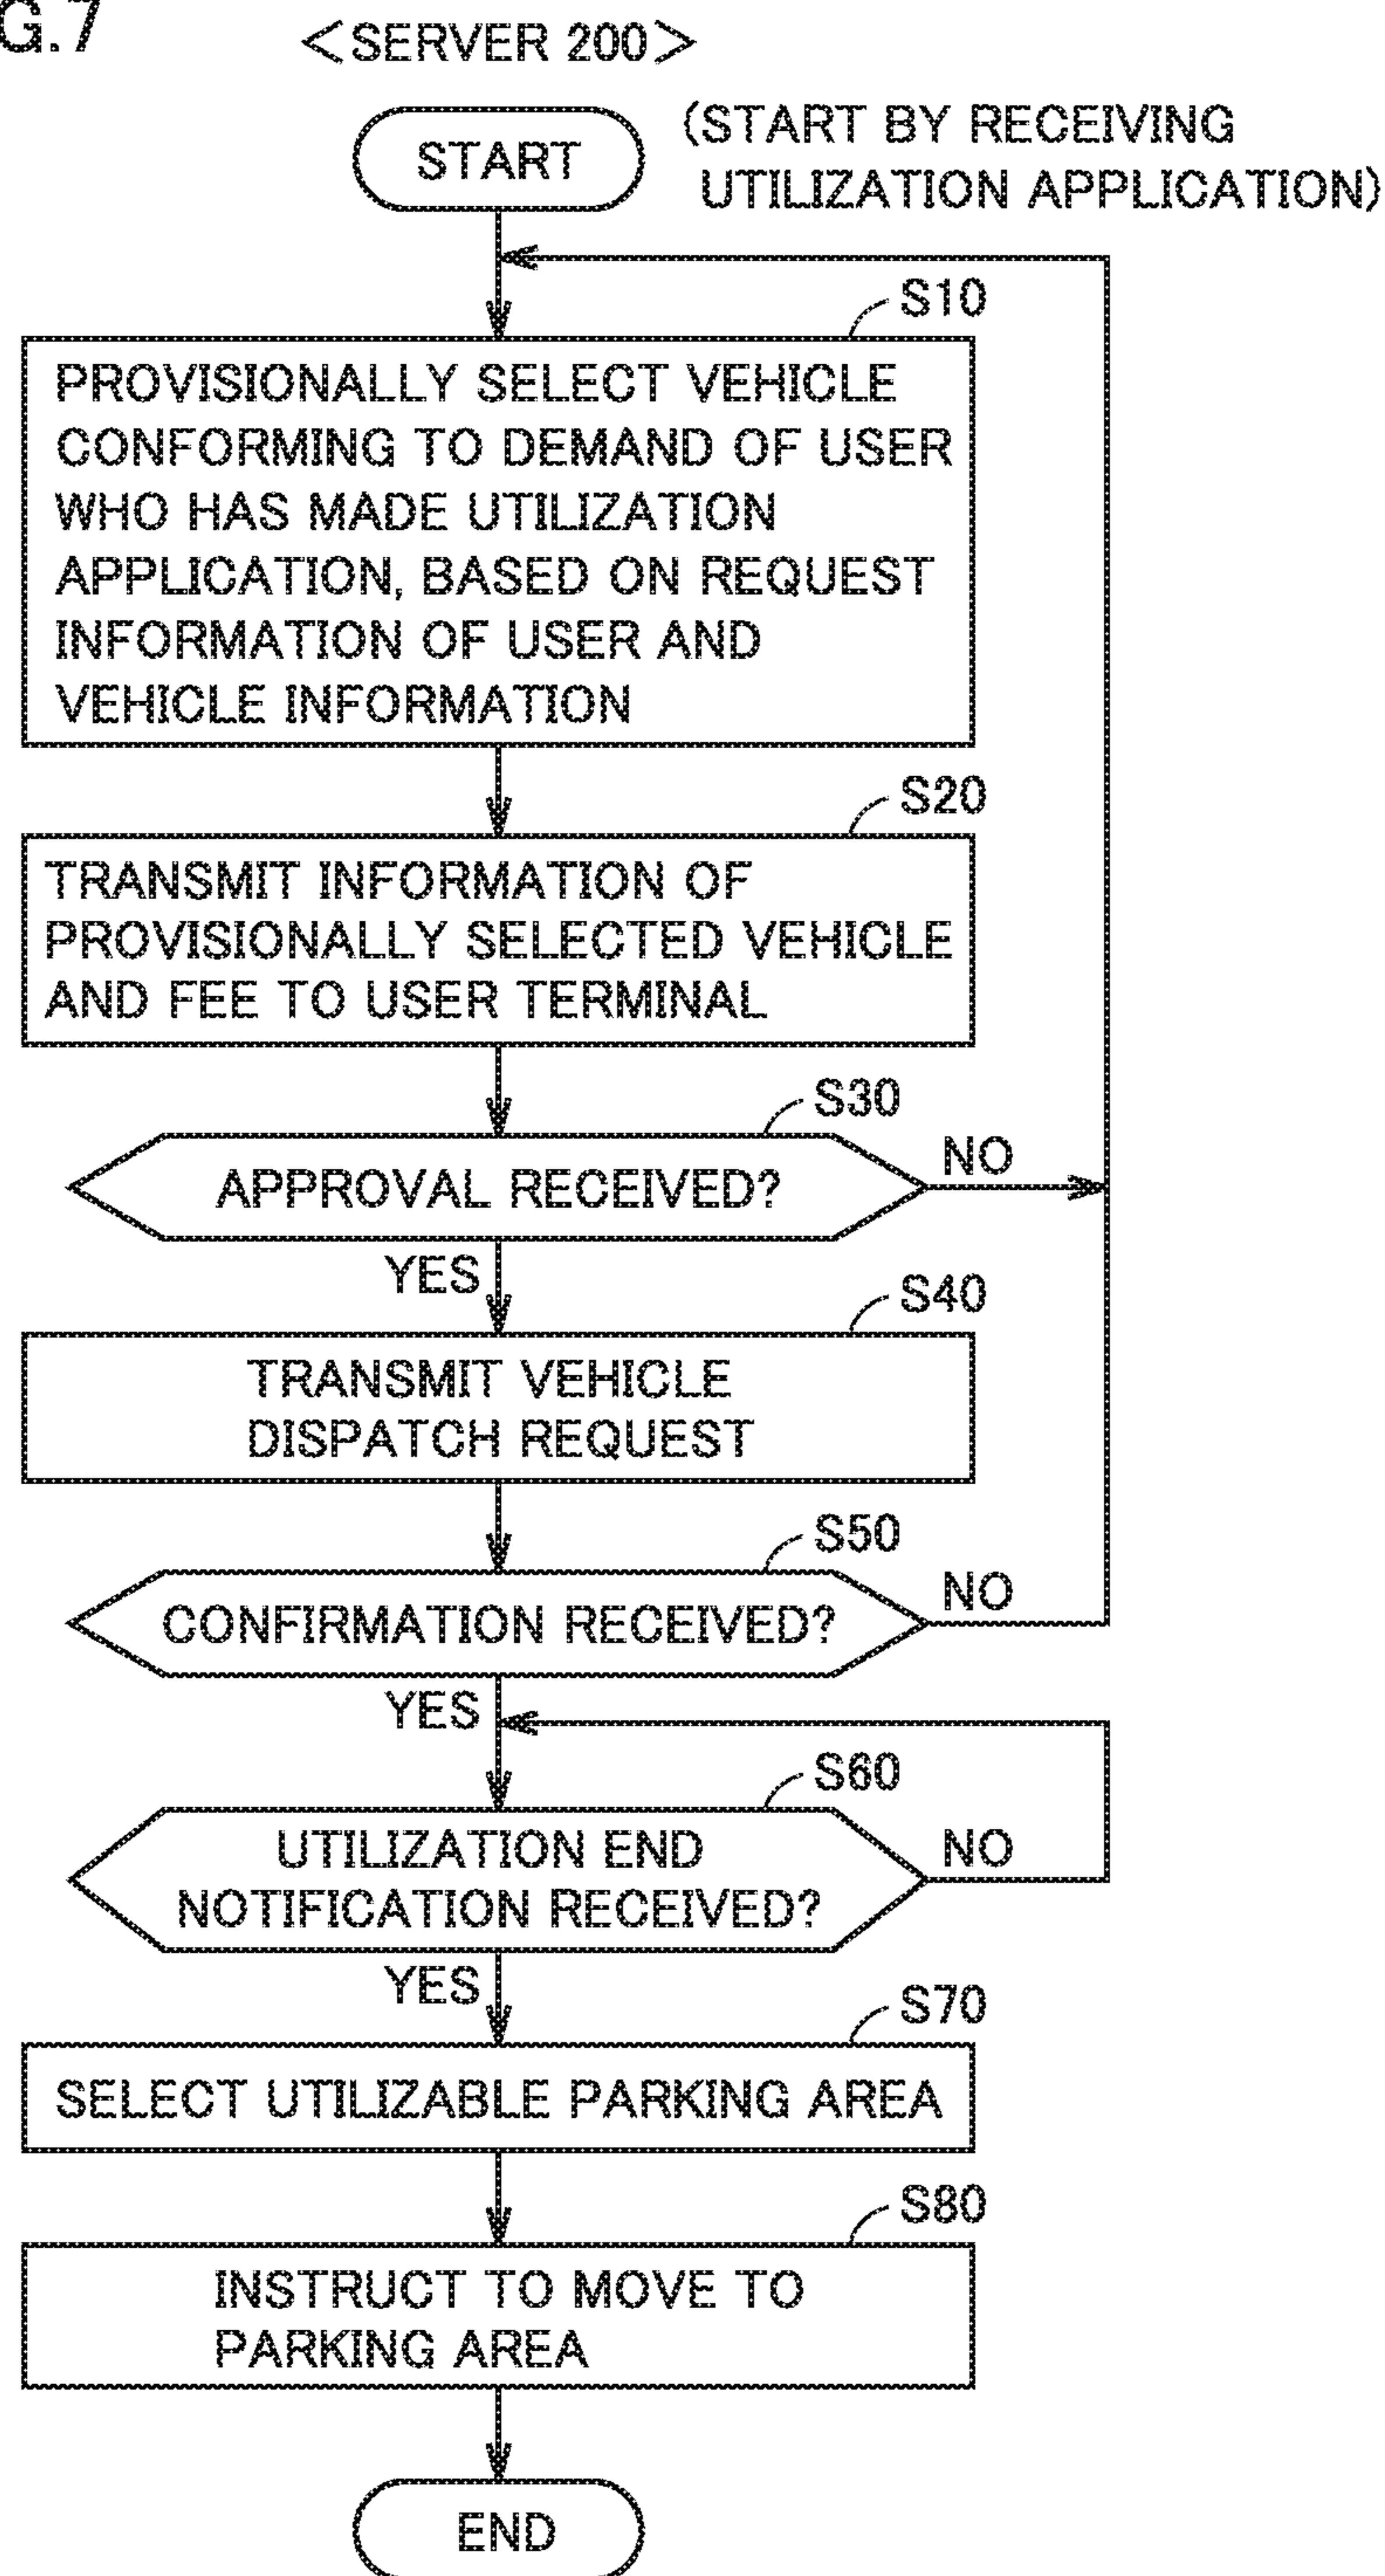 G.7
<SERVER 200>
START
(START BY RECEIVING
UTILIZATION APPLICATION)
S10
PROVISIONALLY SELECT VEHICLE
CONFORMING TO DEMAND OF USER
WHO HAS MADE UTILIZATION
APPLICATION, BASED ON REQUEST
INFORMATION OF USER AND
VEHICLE INFORMATION
S20
TRANSMIT INFORMATION OF
PROVISIONALLY SELECTED VEHICLE
AND FEE TO USER TERMINAL
S30
APPROVAL RECEIVED?
NO
YES
S40
TRANSMIT VEHICLE
DISPATCH REQUEST
S50
CONFIRMATION RECEIVED?
NO
YES
S60
UTILIZATION END
NOTIFICATION RECEIVED?
NO
YES
S70
SELECT UTILIZABLE PARKING AREA
S80
INSTRUCT TO MOVE TO
PARKING AREA
END